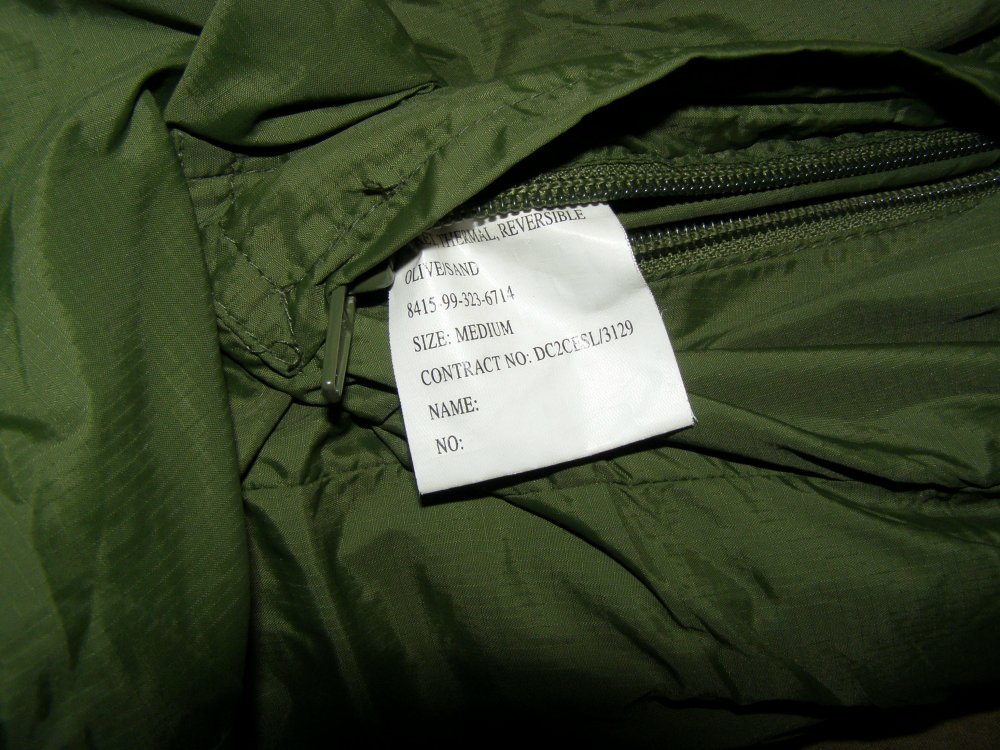 THERMAL, REVERSIBLE
OLIVE/SAND
8415-99-323-6714
SIZE: MEDIUM
CONTRACT NO: DC2CESL/3129
NAME:
NO: